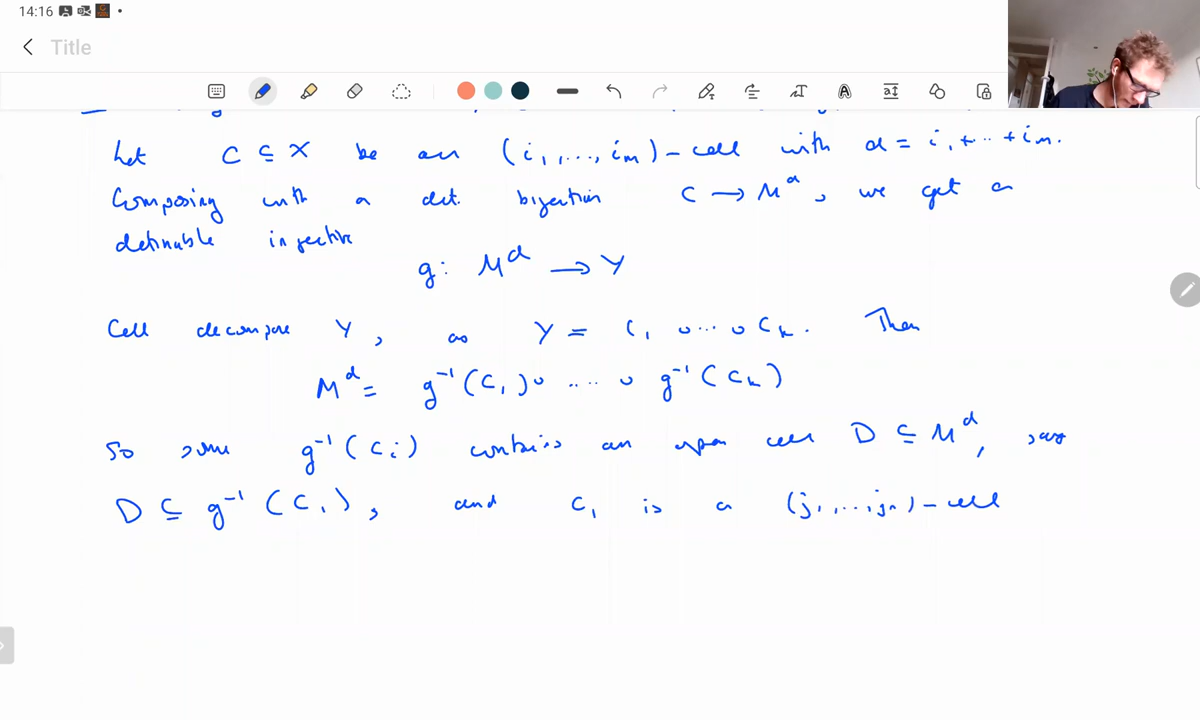 14:16
Title
Let C ⊆ X be an (i₁,...,iₘ)-cell with d = i₁+...+iₘ.
Composing with a def. bijection C → Mᵈ, we get a
definable injective
g: Mᵈ → Y
Cell decompose Y, as Y = C₁ ∪...∪ Cₖ. Then
Mᵈ = g⁻¹(C₁) ∪ .... ∪ g⁻¹(Cₖ)
So some g⁻¹(Cᵢ) contains an open cell D ⊆ Mᵈ, say
D ⊆ g⁻¹(C₁), and C₁ is a (j₁,...,jₙ)-cell